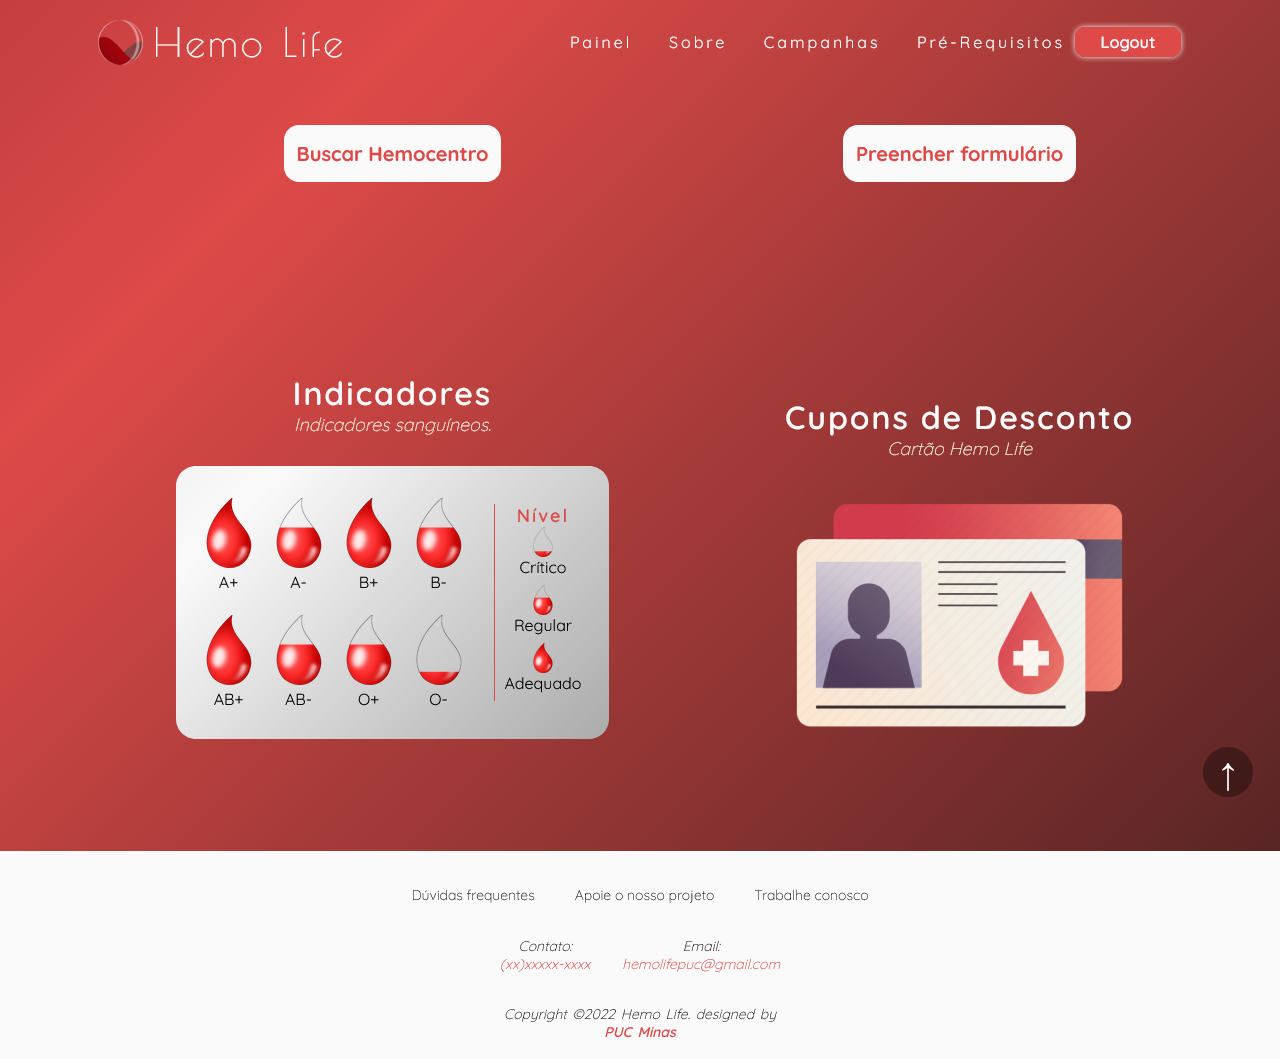 Hemo Life
Painel Sobre Campanhas Pré-Requisitos Logout
Buscar Hemocentro
Preencher formulário
Indicadores
Indicadores sanguíneos.
A+ A- B+ B-
AB+ AB- O+ O-
Nível
Crítico
Regular
Adequado
Cupons de Desconto
Cartão Hemo Life
↑
Dúvidas frequentes Apoie o nosso projeto Trabalhe conosco
Contato:
(xx)xxxxx-xxxx
Email:
hemolifepuc@gmail.com
Copyright ©2022 Hemo Life. designed by
PUC Minas